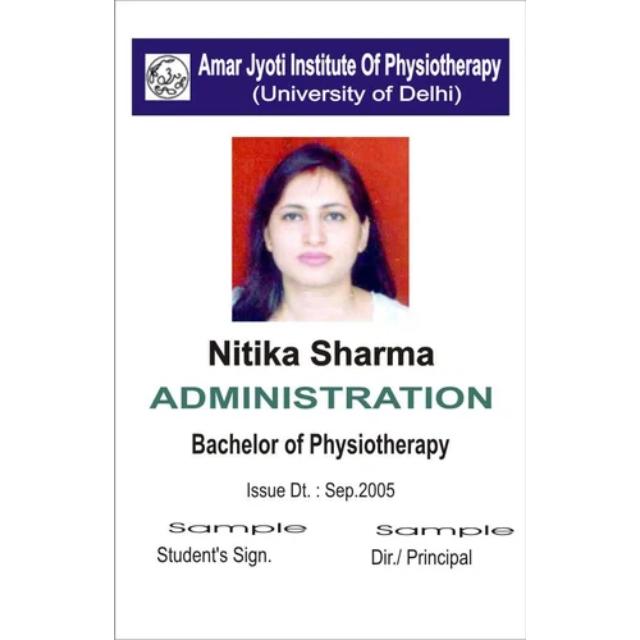 Amar Jyoti Institute Of Physiotherapy
(University of Delhi)
Nitika Sharma
ADMINISTRATION
Bachelor of Physiotherapy
Issue Dt. : Sep.2005
Sample Sample
Student's Sign. Dir./ Principal